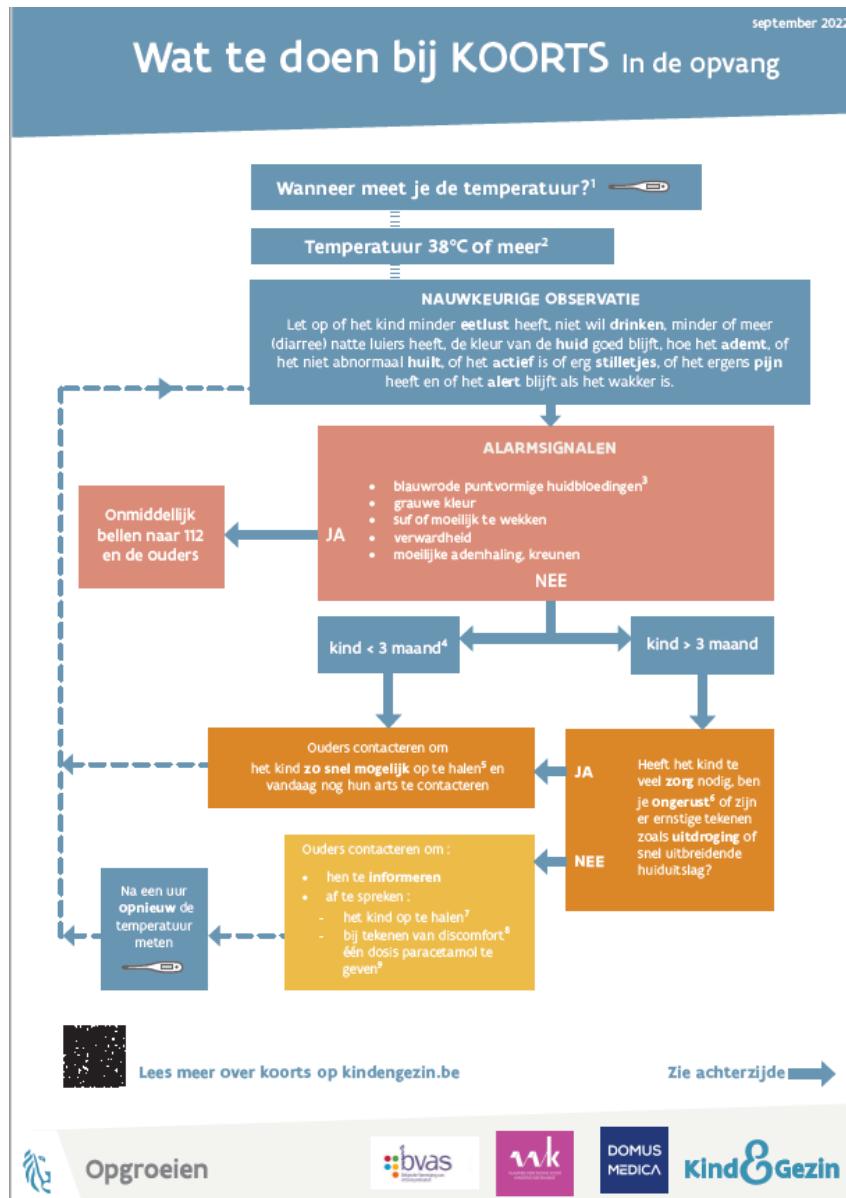 september 2022
Wat te doen bij KOORTS In de opvang
Wanneer meet je de temperatuur?¹
Temperatuur 38°C of meer²
NAUWKEURIGE OBSERVATIE
Let op of het kind minder eetlust heeft, niet wil drinken, minder of meer
(diarree) natte luiers heeft, de kleur van de huid goed blijft, hoe het ademt, of
het niet abnormaal huilt, of het actief is of erg stilletjes, of het ergens pijn
heeft en of het alert blijft als het wakker is.
ALARMSIGNALEN
• blauwrode puntvormige huidbloedingen³
• grauwe kleur
• suf of moeilijk te wekken
• verwardheid
• moeilijke ademhaling, kreunen
JA
NEE
Onmiddellijk
bellen naar 112
en de ouders
kind < 3 maand⁴
kind > 3 maand
Ouders contacteren om
het kind zo snel mogelijk op te halen⁵ en
vandaag nog hun arts te contacteren
JA
NEE
Heeft het kind te
veel zorg nodig, ben
je ongerust⁶ of zijn
er ernstige tekenen
zoals uitdroging of
snel uitbreidende
huiduitslag?
Ouders contacteren om :
• hen te informeren
• af te spreken :
- het kind op te halen⁷
- bij tekenen van discomfort⁸
één dosis paracetamol te
geven⁹
Na een uur
opnieuw de
temperatuur
meten
Lees meer over koorts op kindengezin.be
Zie achterzijde
Opgroeien
bvas
vvk
DOMUS
MEDICA
Kind & Gezin